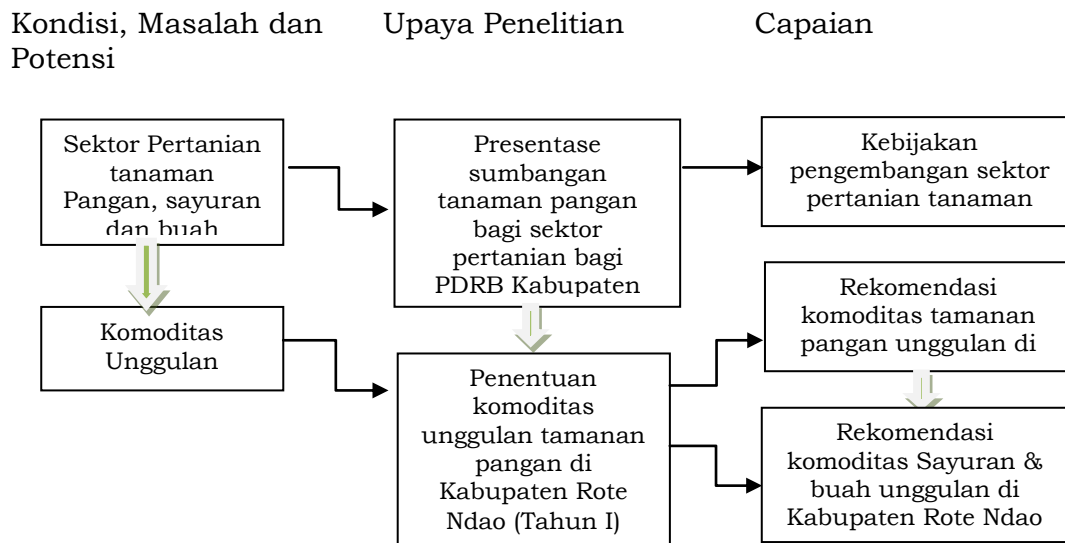 Kondisi, Masalah dan
Potensi
Upaya Penelitian
Capaian
Sektor Pertanian
tanaman
Pangan, sayuran
dan buah
Presentase
sumbangan
tanaman pangan
bagi sektor
pertanian bagi
PDRB Kabupaten
Kebijakan
pengembangan sektor
pertanian tanaman
Komoditas
Unggulan
Penentuan
komoditas
unggulan tamanan
pangan di
Kabupaten Rote
Ndao (Tahun I)
Rekomendasi
komoditas tamanan
pangan unggulan di
Rekomendasi
komoditas Sayuran &
buah unggulan di
Kabupaten Rote Ndao